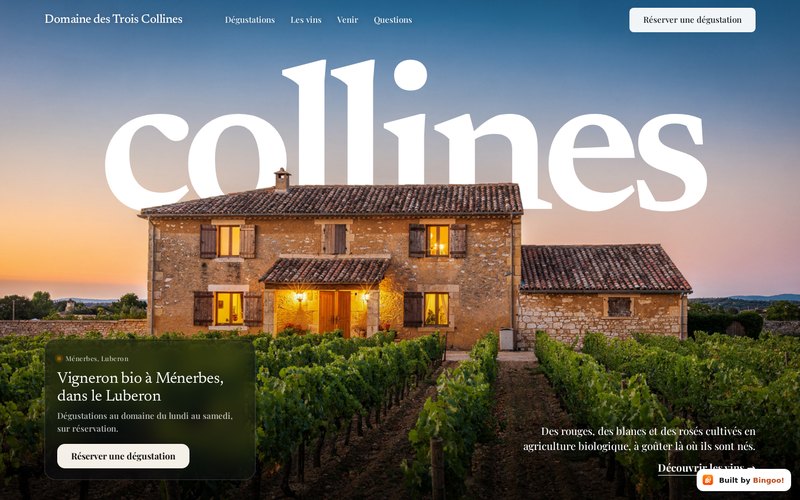 Domaine des Trois Collines
Dégustations
Les vins
Venir
Questions
Réserver une dégustation
collines
Ménerbes, Luberon
Vigneron bio à Ménerbes,
dans le Luberon
Dégustations au domaine du lundi au samedi,
sur réservation.
Réserver une dégustation
Des rouges, des blancs et des rosés cultivés en
agriculture biologique, à goûter là où ils sont nés.
Découvrir les vins →
Built by Bingoo!